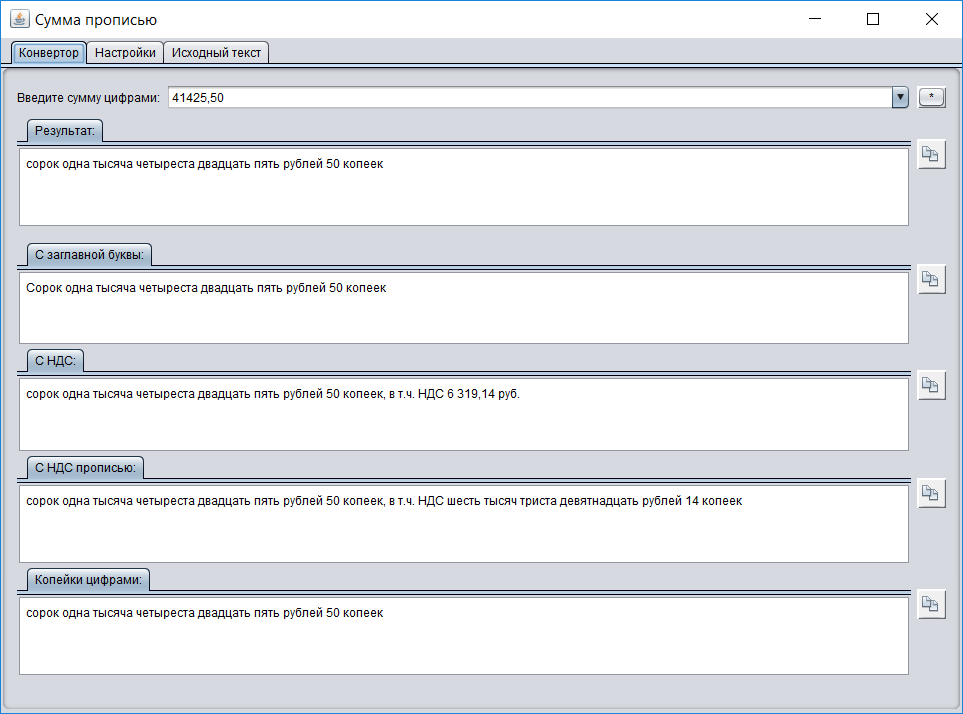 Сумма прописью
Конвертор Настройки Исходный текст
Введите сумму цифрами: 41425,50 *
Результат:
сорок одна тысяча четыреста двадцать пять рублей 50 копеек
С заглавной буквы:
Сорок одна тысяча четыреста двадцать пять рублей 50 копеек
С НДС:
сорок одна тысяча четыреста двадцать пять рублей 50 копеек, в т.ч. НДС 6 319,14 руб.
С НДС прописью:
сорок одна тысяча четыреста двадцать пять рублей 50 копеек, в т.ч. НДС шесть тысяч триста девятнадцать рублей 14 копеек
Копейки цифрами:
сорок одна тысяча четыреста двадцать пять рублей 50 копеек